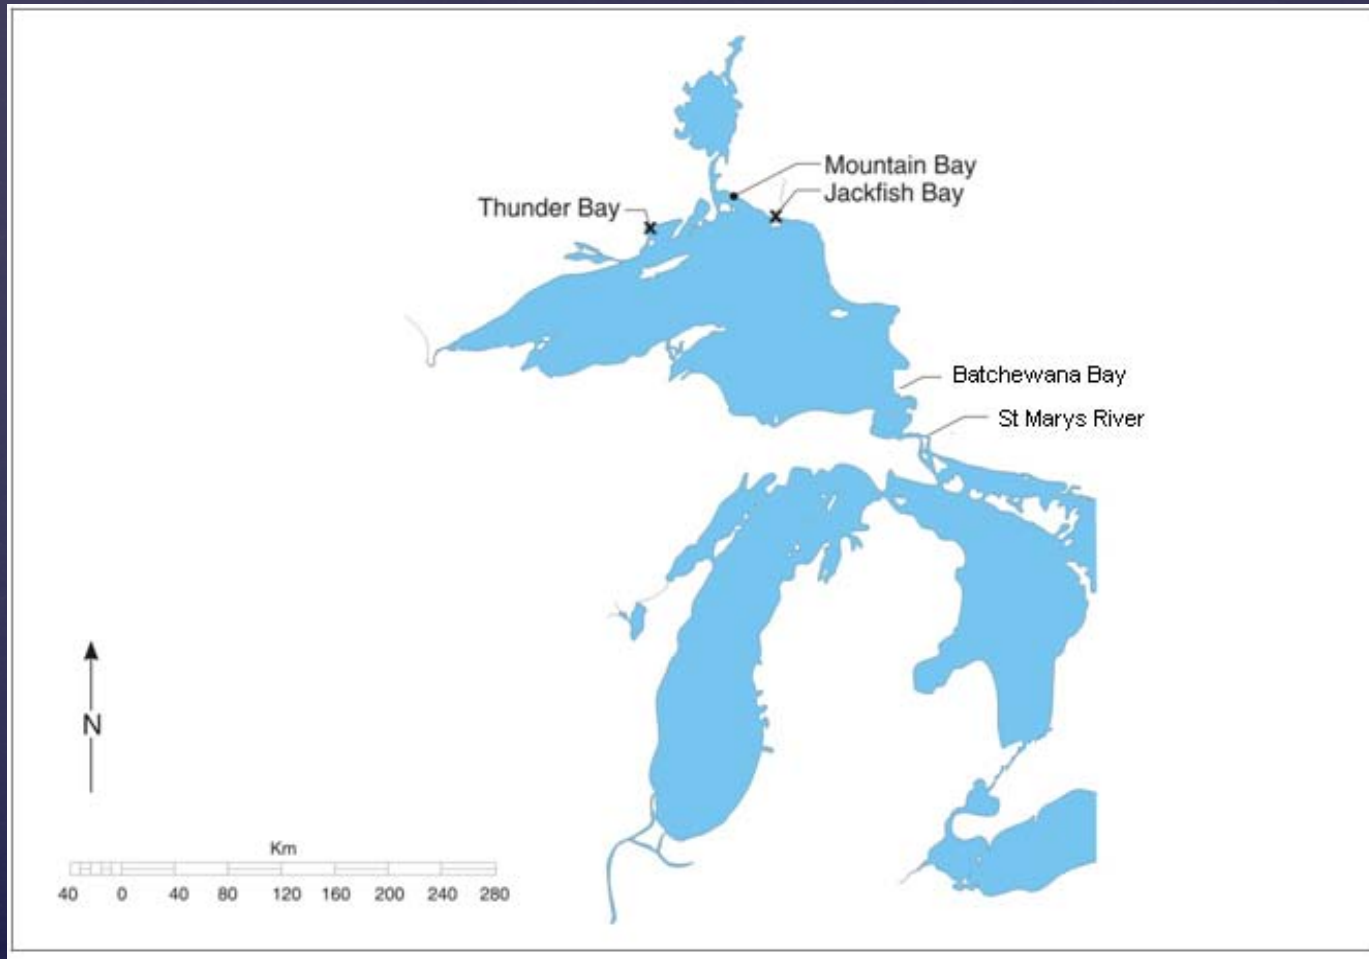 Mountain Bay
Jackfish Bay
Thunder Bay
Batchewana Bay
St Marys River
N
Km
40 0 40 80 120 160 200 240 280